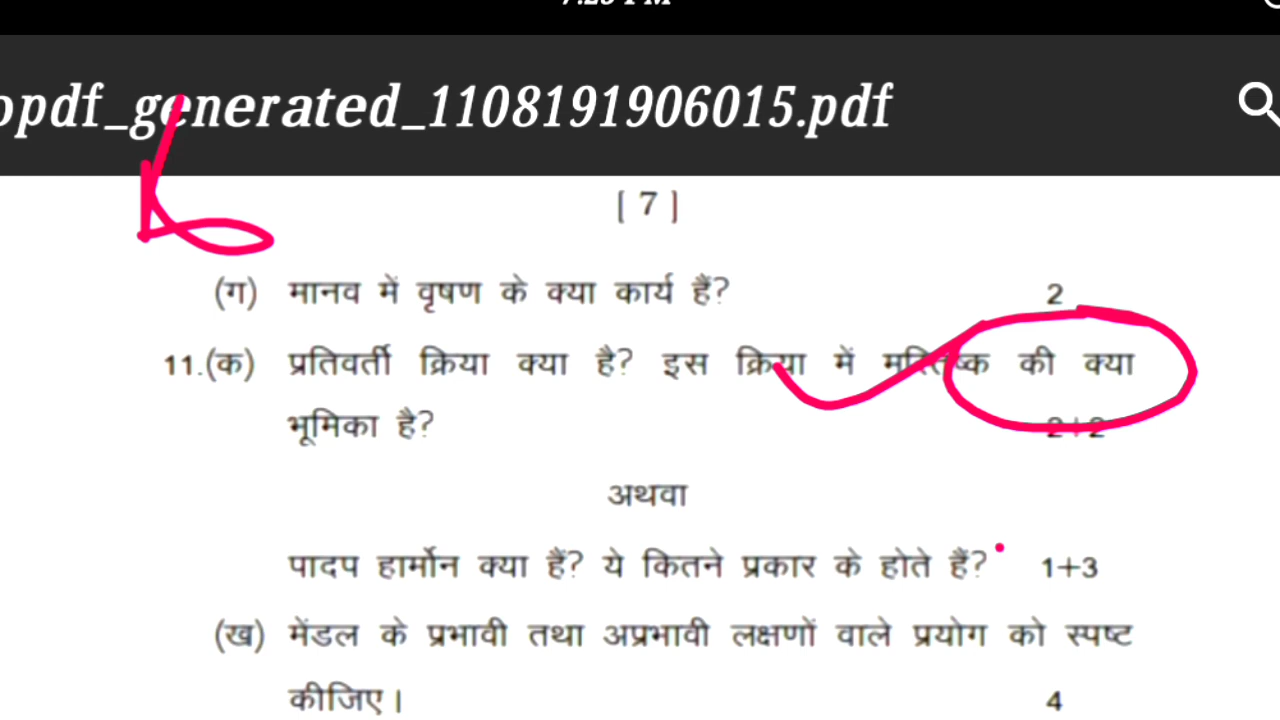 opdf_generated_1108191906015.pdf
[ 7 ]
(ग) मानव में वृषण के क्या कार्य हैं? 2
11.(क) प्रतिवर्ती क्रिया क्या है? इस क्रिया में मस्तिष्क की क्या
भूमिका है? 2+2
अथवा
पादप हार्मोन क्या हैं? ये कितने प्रकार के होते हैं? 1+3
(ख) मेंडल के प्रभावी तथा अप्रभावी लक्षणों वाले प्रयोग को स्पष्ट
कीजिए। 4